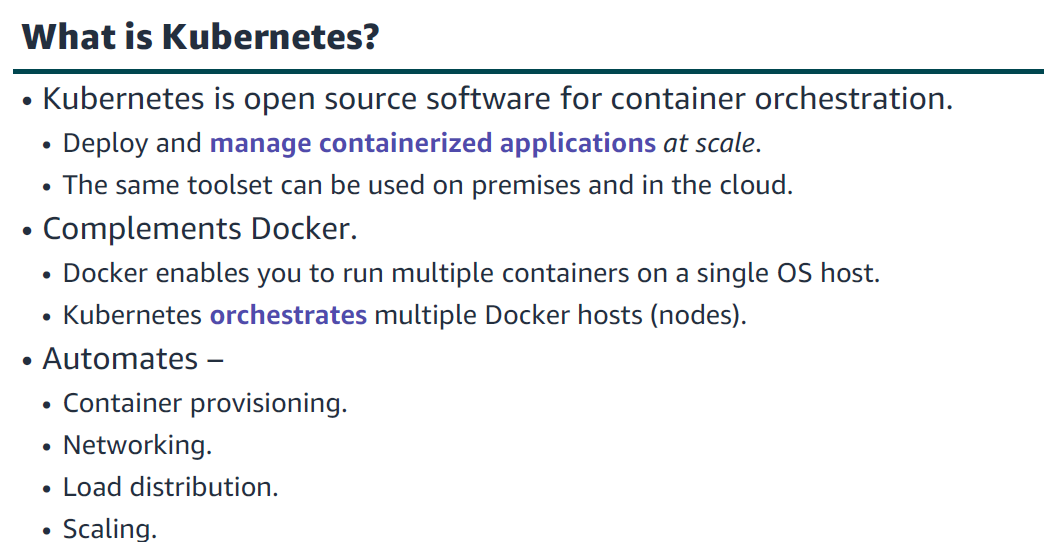 What is Kubernetes?
• Kubernetes is open source software for container orchestration.
• Deploy and manage containerized applications at scale.
• The same toolset can be used on premises and in the cloud.
• Complements Docker.
• Docker enables you to run multiple containers on a single OS host.
• Kubernetes orchestrates multiple Docker hosts (nodes).
• Automates –
• Container provisioning.
• Networking.
• Load distribution.
• Scaling.